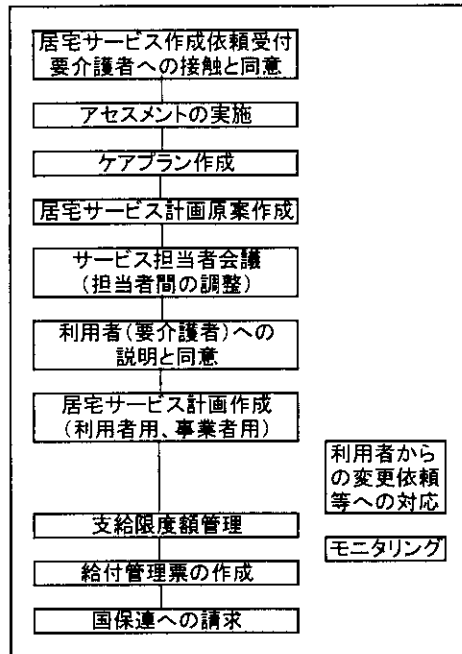 居宅サービス作成依頼受付
要介護者への接触と同意
アセスメントの実施
ケアプラン作成
居宅サービス計画原案作成
サービス担当者会議
(担当者間の調整)
利用者(要介護者)への
説明と同意
居宅サービス計画作成
(利用者用、事業者用)
利用者から
の変更依頼
等への対応
支給限度額管理
モニタリング
給付管理票の作成
国保連への請求